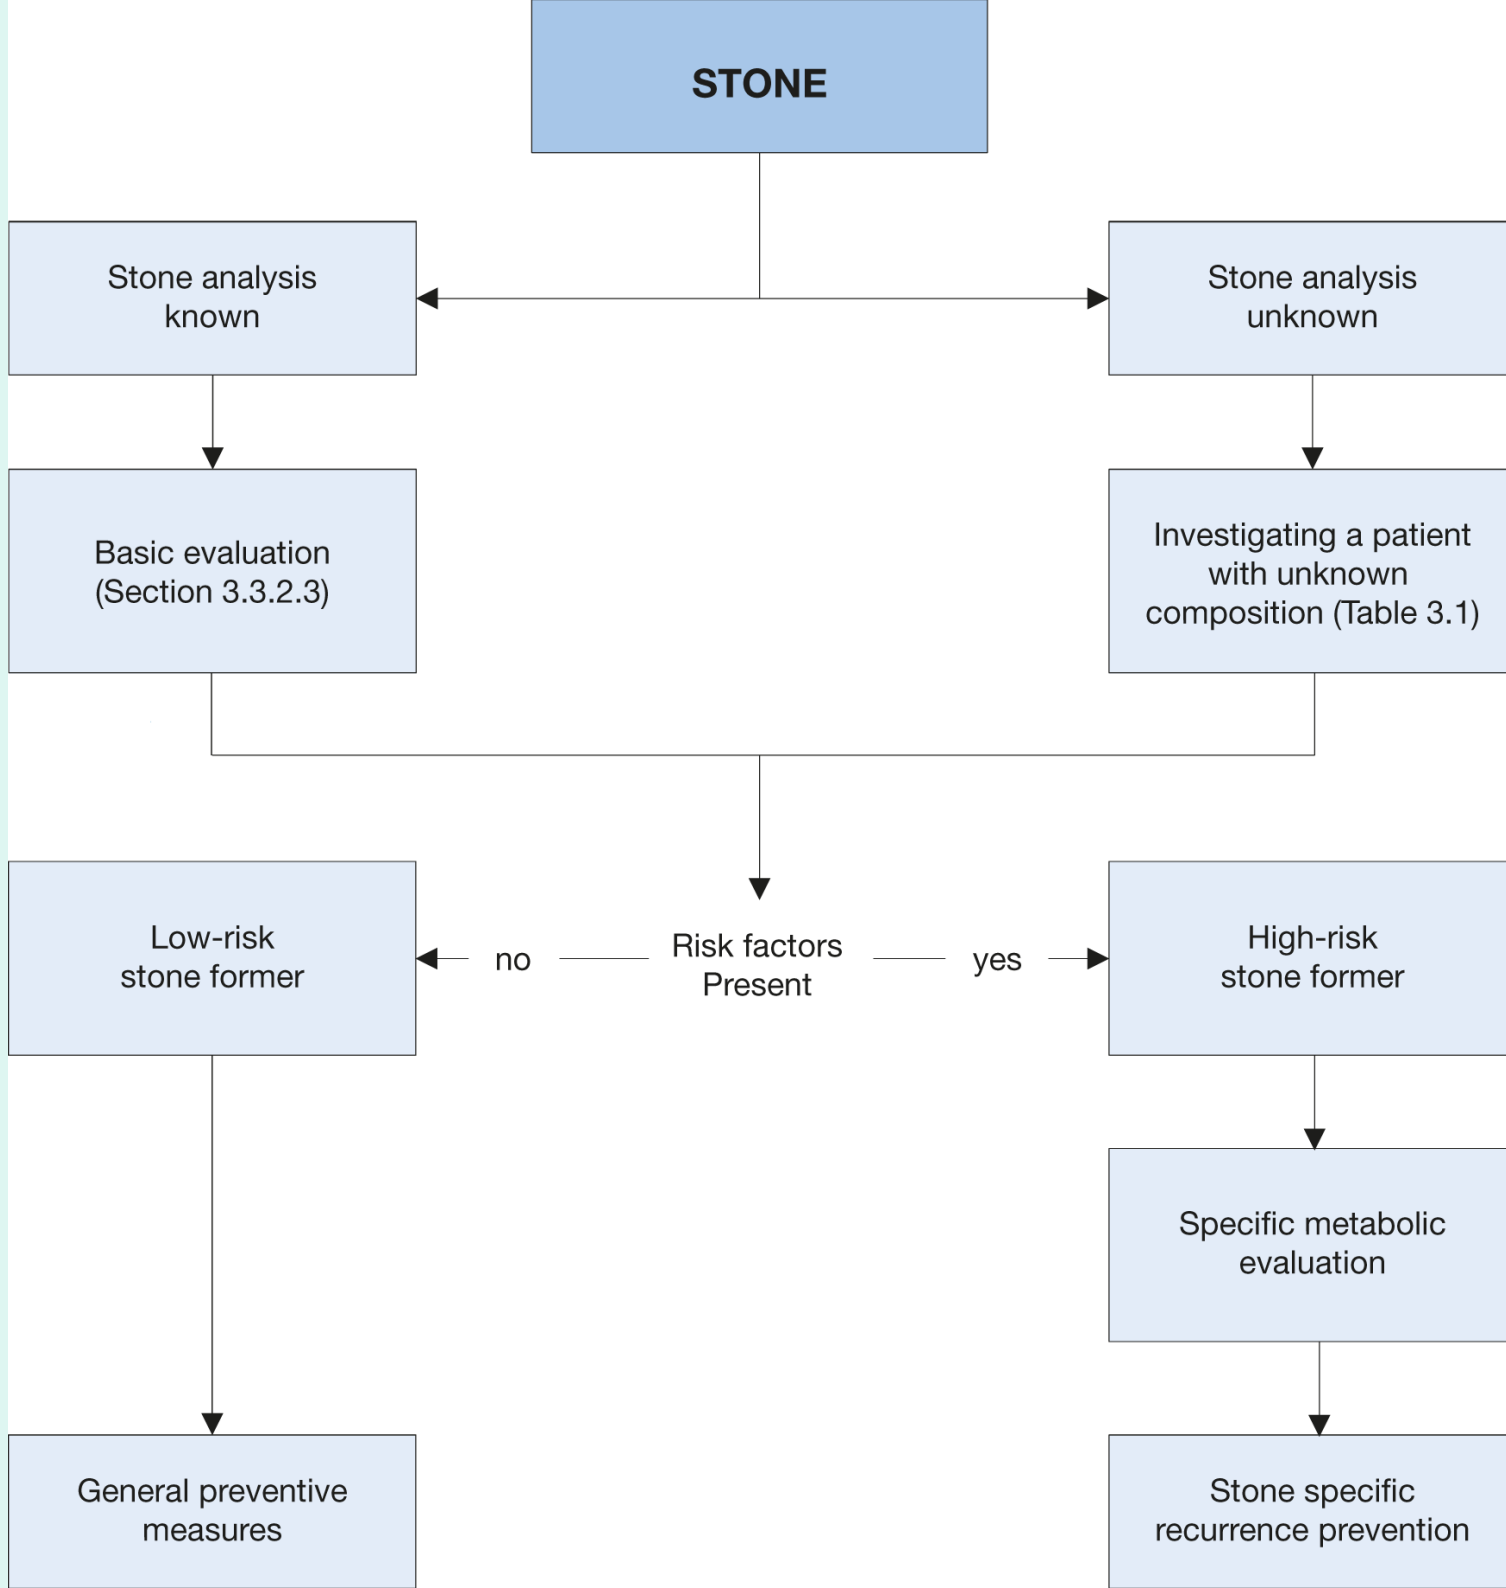 STONE
Stone analysis
known
Stone analysis
unknown
Basic evaluation
(Section 3.3.2.3)
Investigating a patient
with unknown
composition (Table 3.1)
Low-risk
stone former
no
Risk factors
Present
yes
High-risk
stone former
Specific metabolic
evaluation
General preventive
measures
Stone specific
recurrence prevention